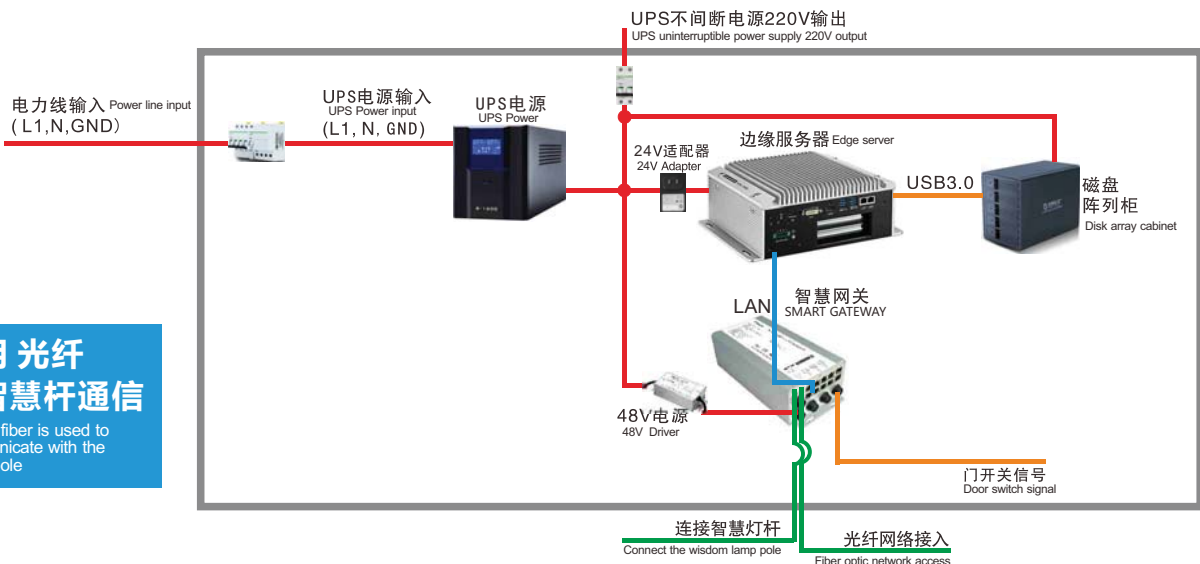 UPS不间断电源220V输出
UPS uninterruptible power supply 220V output
电力线输入 Power line input
( L1,N,GND)
UPS电源输入
UPS Power input
(L1, N, GND)
UPS电源
UPS Power
24V适配器
24V Adapter
边缘服务器 Edge server
USB3.0
磁盘
阵列柜
Disk array cabinet
LAN
智慧网关
SMART GATEWAY
光纤
智慧杆通信
fiber is used to
nicate with the
ole
48V电源
48V Driver
门开关信号
Door switch signal
连接智慧灯杆
Connect the wisdom lamp pole
光纤网络接入
Fiber optic network access